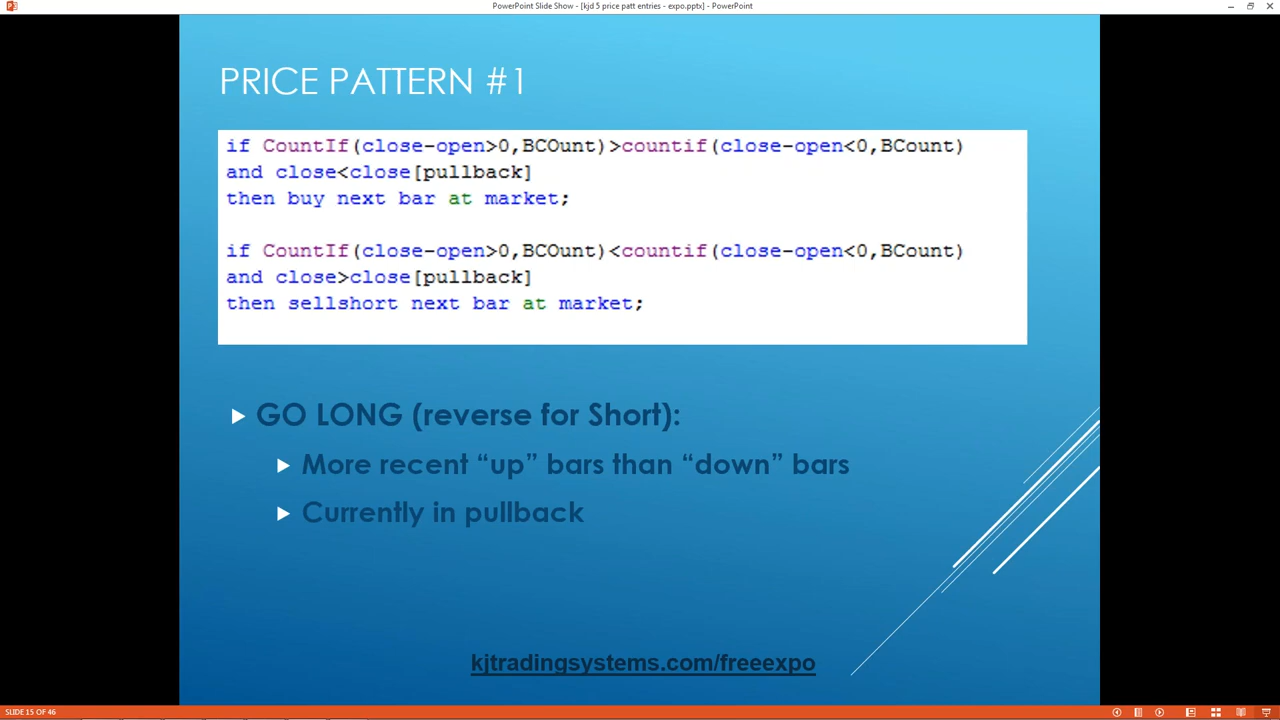 PowerPoint Slide Show - [kjd 5 price patt entries - expo.pptx] - PowerPoint
PRICE PATTERN #1
if CountIf(close-open>0,BCOunt)>countif(close-open<0,BCount)
and close<close[pullback]
then buy next bar at market;
if CountIf(close-open>0,BCOunt)<countif(close-open<0,BCount)
and close>close[pullback]
then sellshort next bar at market;
GO LONG (reverse for Short):
More recent “up” bars than “down” bars
Currently in pullback
kjtradingsystems.com/freeexpo
SLIDE 15 OF 46